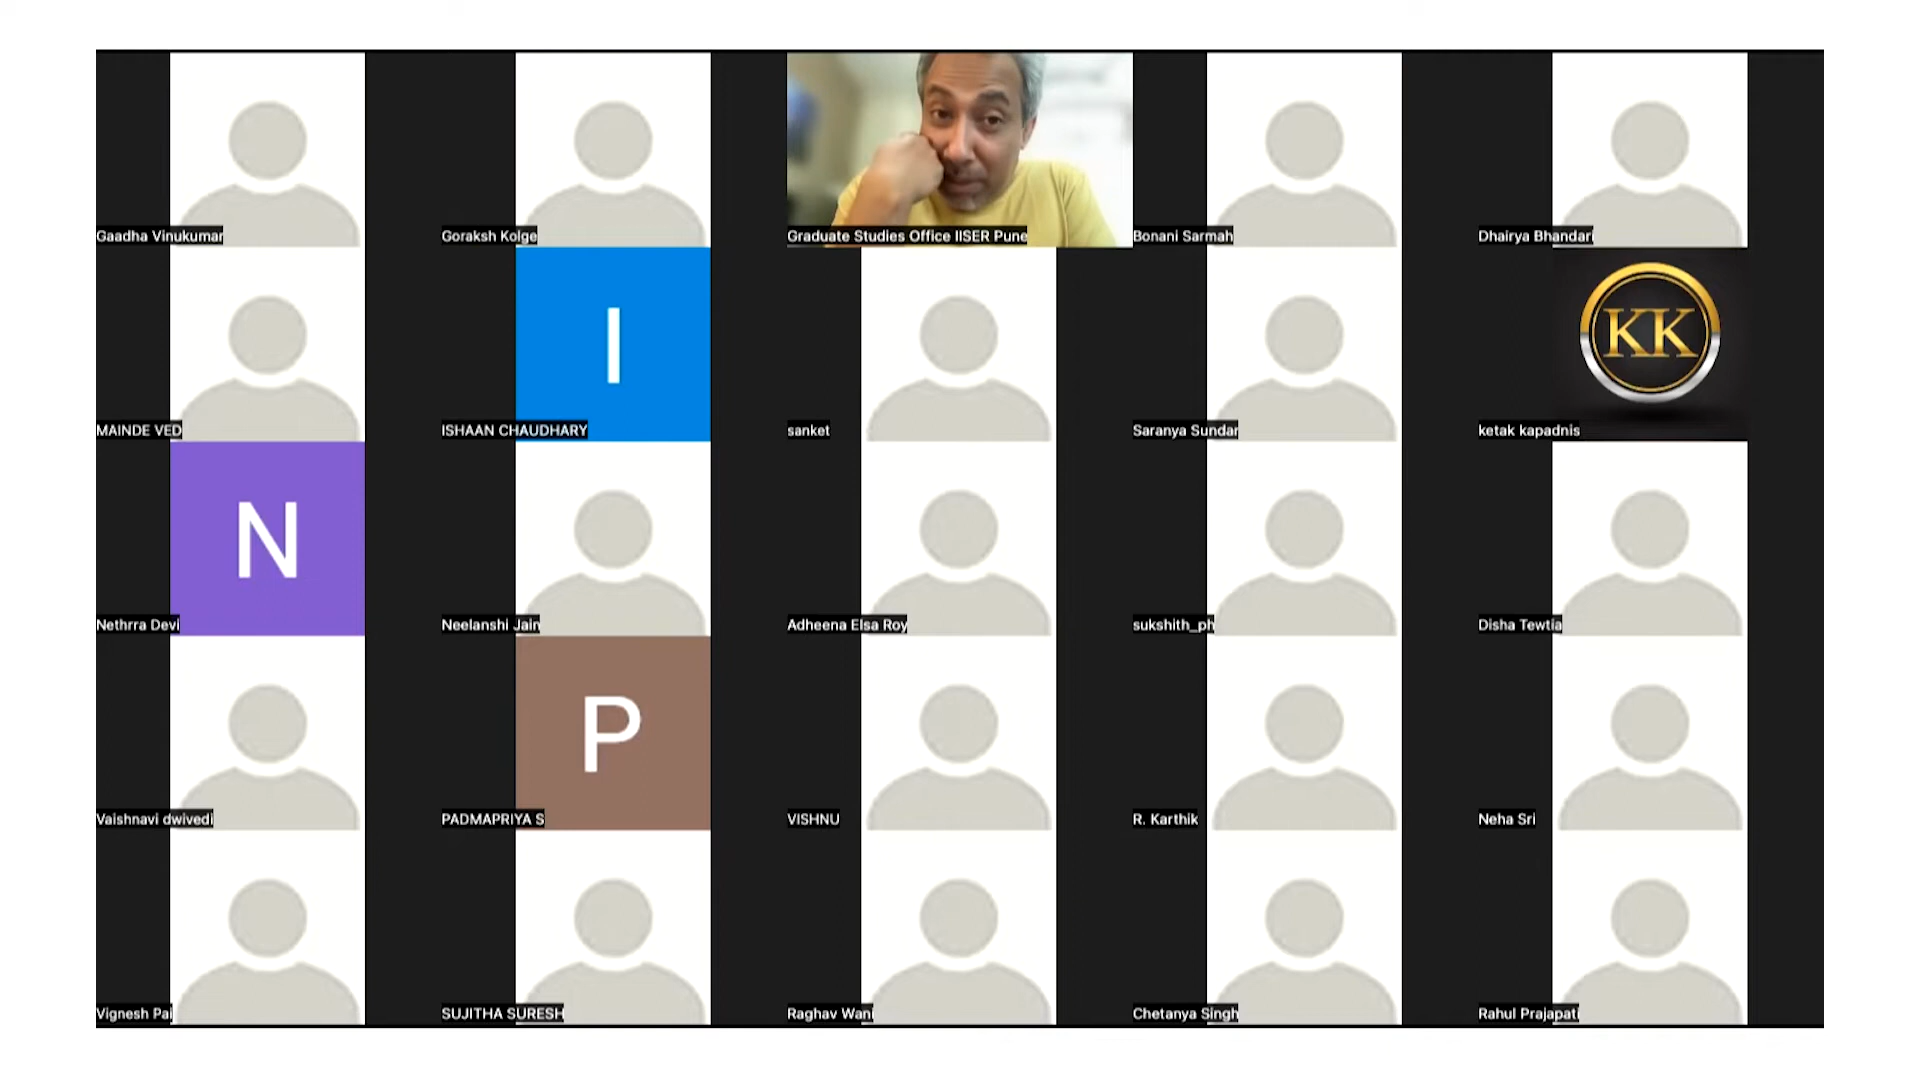 Gaadha Vinukumar
Goraksh Kolge
Graduate Studies Office IISER Pune
Bonani Sarmah
Dhairya Bhandari
MAINDE VED
I
ISHAAN CHAUDHARY
sanket
Saranya Sundar
KK
ketak kapadnis
N
Nethrra Devi
Neelanshi Jain
Adheena Elsa Roy
sukshith_ph
Disha Tewtia
Vaishnavi dwivedi
P
PADMAPRIYA S
VISHNU
R. Karthik
Neha Sri
Vignesh Pai
SUJITHA SURESH
Raghav Wani
Chetanya Singh
Rahul Prajapati